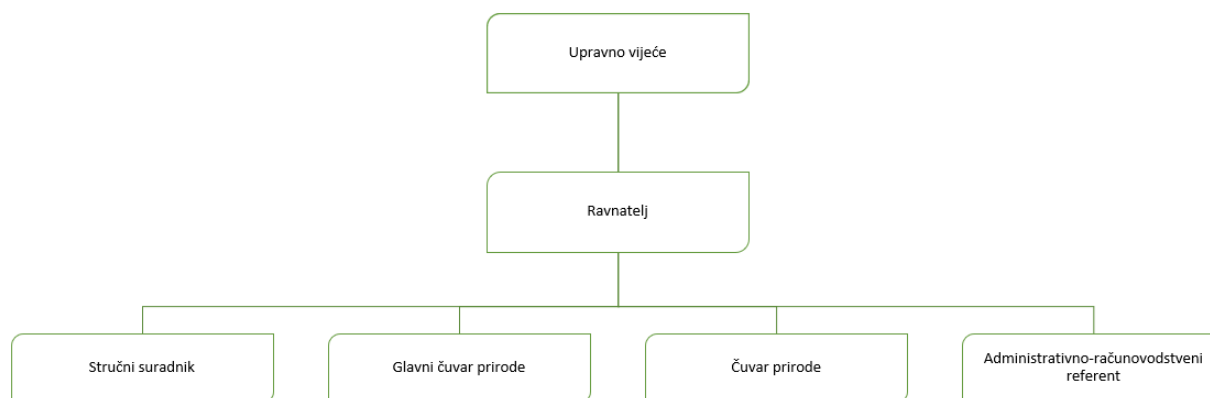 Upravno vijeće
Ravnatelj
Stručni suradnik
Glavni čuvar prirode
Čuvar prirode
Administrativno-računovodstveni
referent